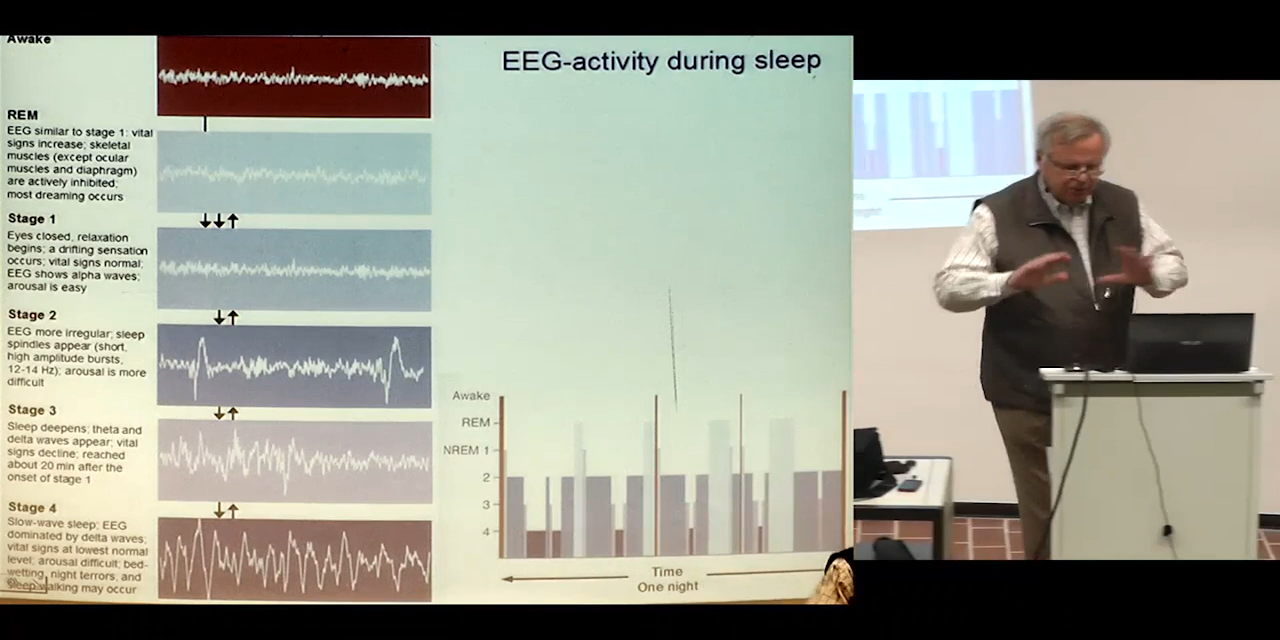 Awake
EEG-activity during sleep
REM
EEG similar to stage 1: vital
signs increase; skeletal
muscles (except ocular
muscles and diaphragm)
are actively inhibited;
most dreaming occurs
Stage 1
Eyes closed, relaxation
begins; a drifting sensation
occurs; vital signs normal;
EEG shows alpha waves;
arousal is easy
Stage 2
EEG more irregular; sleep
spindles appear (short,
high amplitude bursts,
12-14 Hz); arousal is more
difficult
Stage 3
Sleep deepens; theta and
delta waves appear; vital
signs decline; reached
about 20 min after the
onset of stage 1
Stage 4
Slow-wave sleep; EEG
dominated by delta waves;
vital signs at lowest normal
level; arousal difficult; bed-
wetting, night terrors, and
sleep walking may occur
Awake
REM
NREM 1
2
3
4
Time
One night